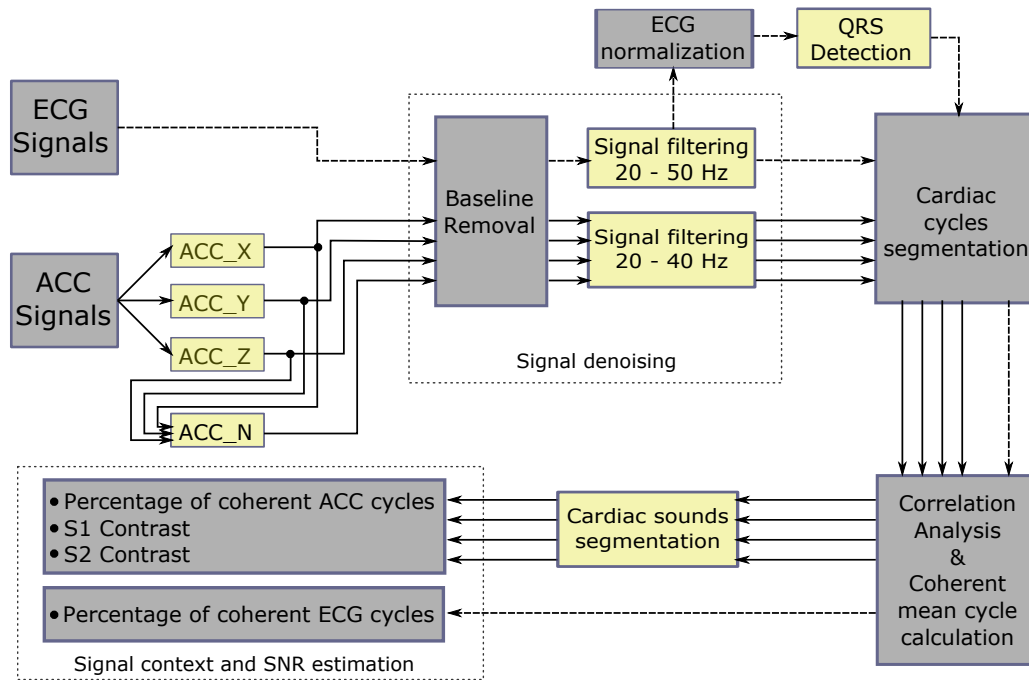 ECG
normalization
QRS
Detection
ECG
Signals
Signal filtering
20 - 50 Hz
Baseline
Removal
Signal filtering
20 - 40 Hz
Cardiac
cycles
segmentation
ACC
Signals
ACC_X
ACC_Y
ACC_Z
ACC_N
Signal denoising
• Percentage of coherent ACC cycles
• S1 Contrast
• S2 Contrast
Cardiac sounds
segmentation
Correlation
Analysis
&
Coherent
mean cycle
calculation
• Percentage of coherent ECG cycles
Signal context and SNR estimation